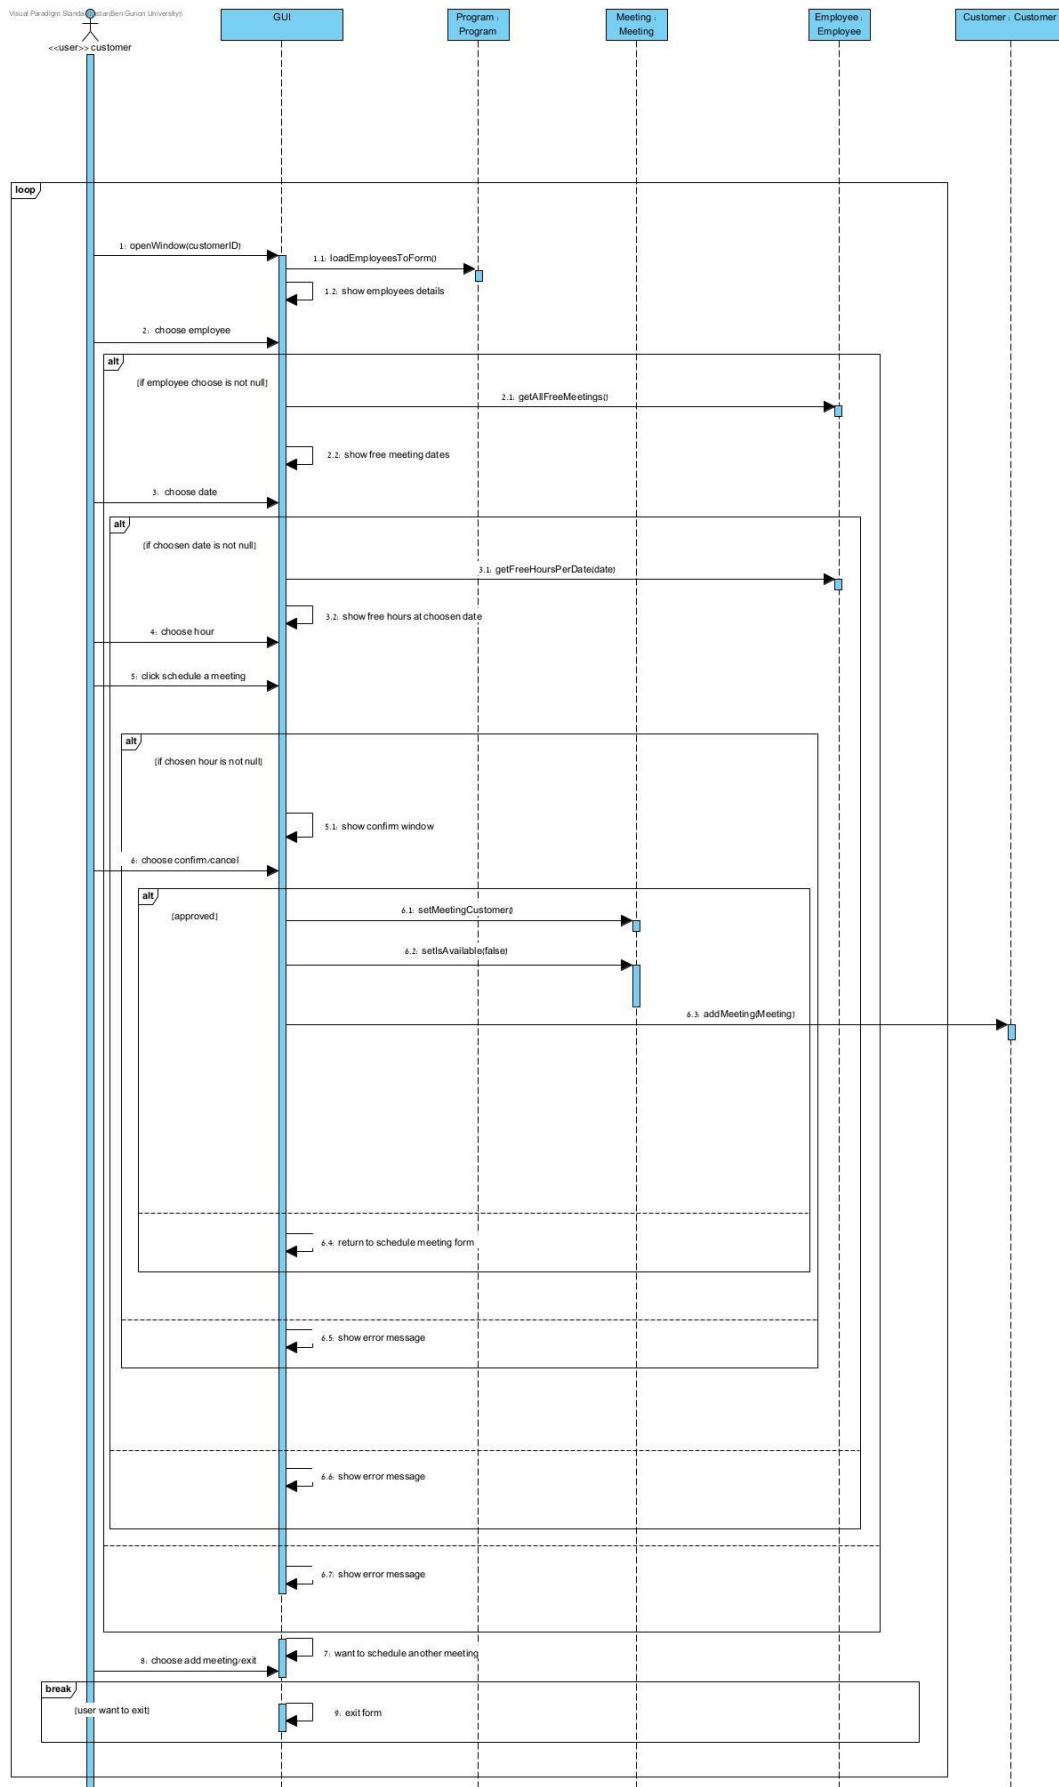 Visual Paradigm Standard
(Ben Gurion University)
<<user>> customer
GUI
Program :
Program
Meeting :
Meeting
Employee :
Employee
Customer : Customer
loop
1: openWindow(customerID)
1.1: loadEmployeesToForm()
1.2: show employees details
2: choose employee
alt
[if employee choose is not null]
2.1: getAllFreeMeetings()
2.2: show free meeting dates
3: choose date
alt
[if choosen date is not null]
3.1: getFreeHoursPerDate(date)
3.2: show free hours at choosen date
4: choose hour
5: click schedule a meeting
alt
[if chosen hour is not null]
5.1: show confirm window
6: choose confirm/cancel
alt
[approved]
6.1: setMeetingCustomer()
6.2: setIsAvailable(false)
6.3: addMeeting(Meeting)
6.4: return to schedule meeting form
6.5: show error message
6.6: show error message
6.7: show error message
7: want to schedule another meeting
8: choose add meeting/exit
break
[user want to exit]
9: exit form